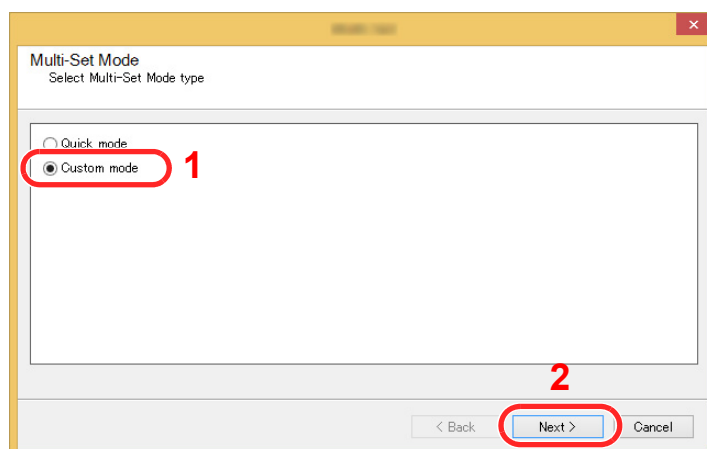 Multi-Set Mode
Select Multi-Set Mode type
Quick mode
Custom mode
1
2
< Back
Next >
Cancel